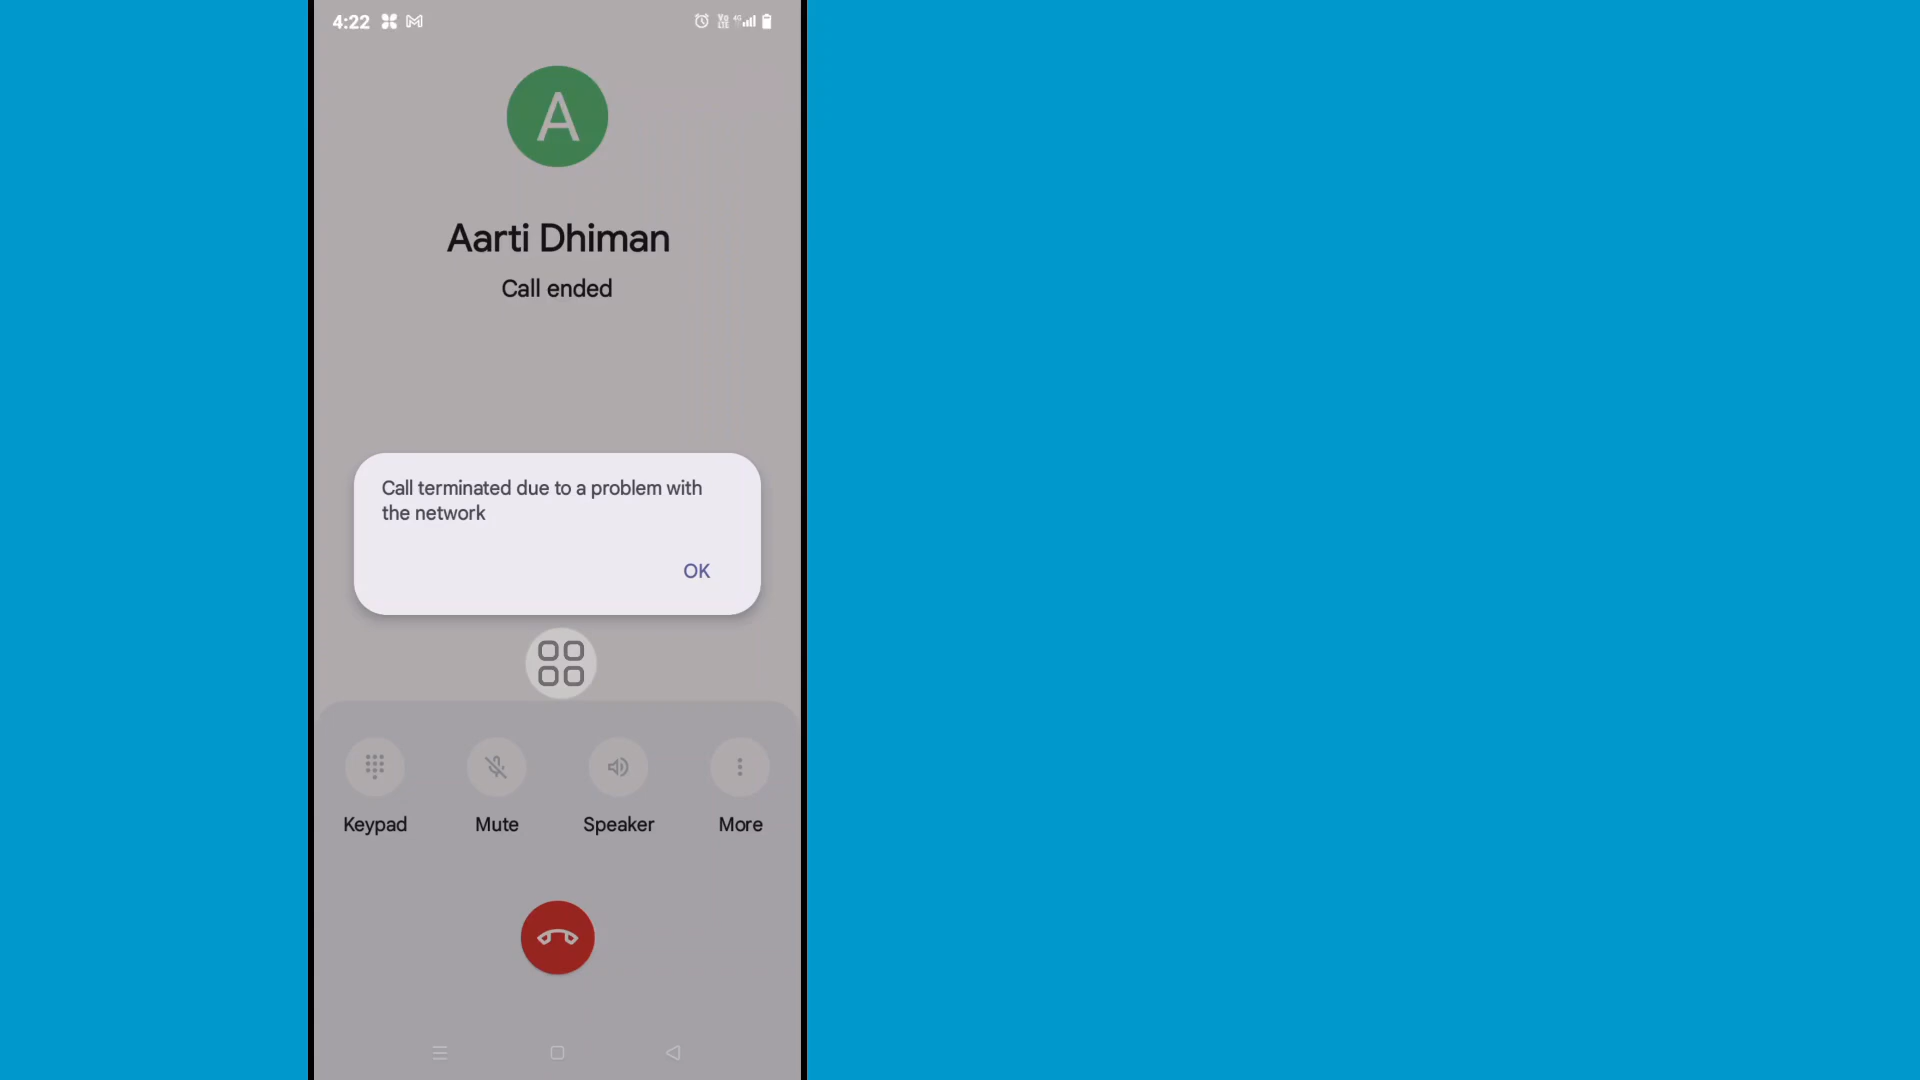 4:22
4G
A
Aarti Dhiman
Call ended
Call terminated due to a problem with
the network
OK
Keypad Mute Speaker More